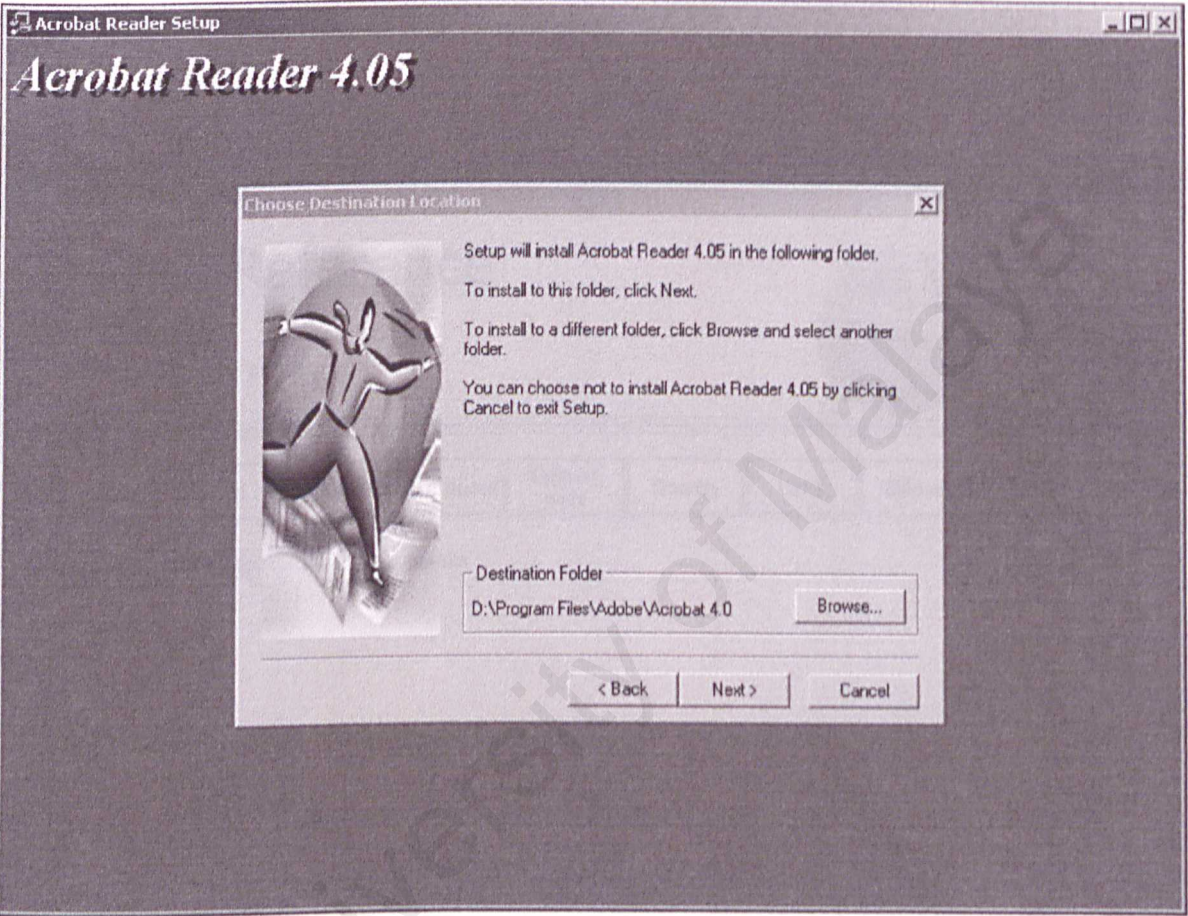 Acrobat Reader Setup
Acrobat Reader 4.05
Choose Destination Location
Setup will install Acrobat Reader 4.05 in the following folder.
To install to this folder, click Next.
To install to a different folder, click Browse and select another
folder.
You can choose not to install Acrobat Reader 4.05 by clicking
Cancel to exit Setup.
Destination Folder
D:\Program Files\Adobe\Acrobat 4.0
Browse...
< Back
Next >
Cancel
University of Malaya